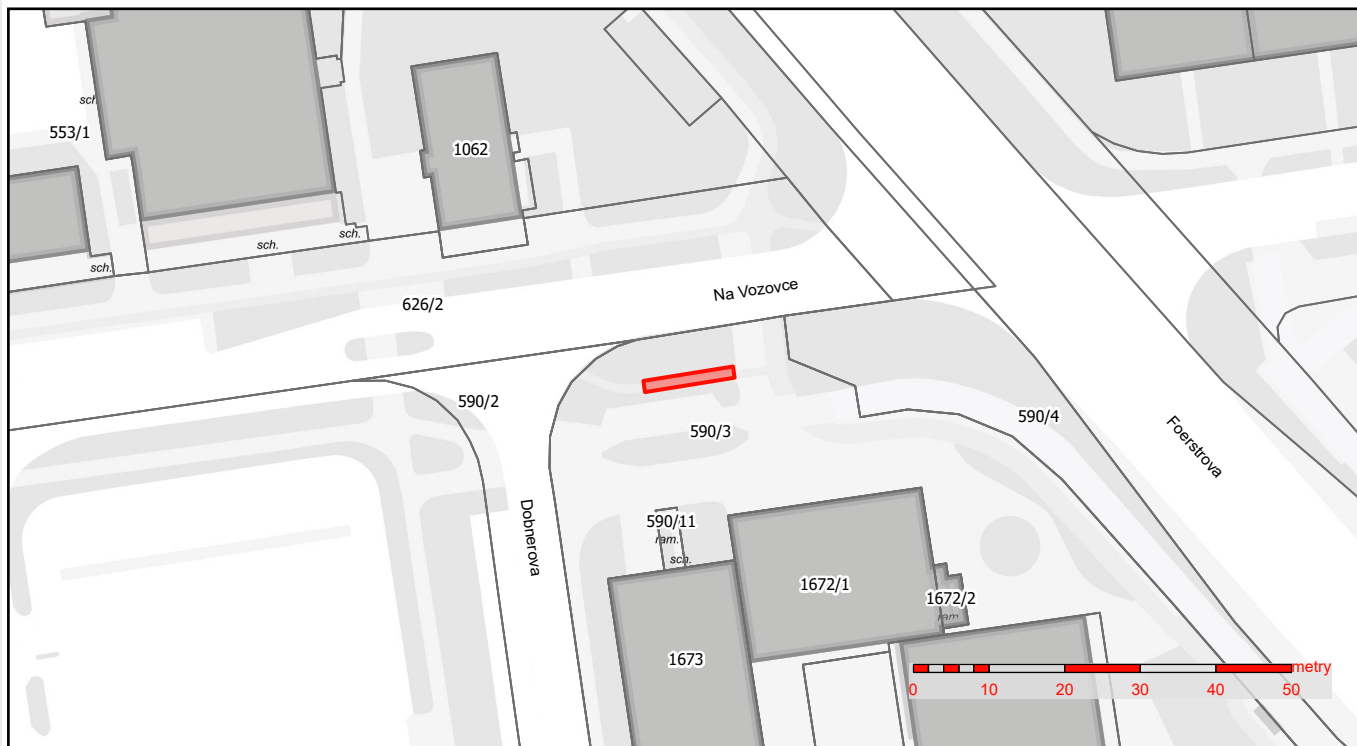 sch.
553/1
1062
sch.
sch.
sch.
626/2
Na Vozovce
590/2
590/3
590/4
Foerstrova
Dobnerova
590/11
ram.
sch.
1672/1
1672/2
ram.
1673
metry
0 10 20 30 40 50